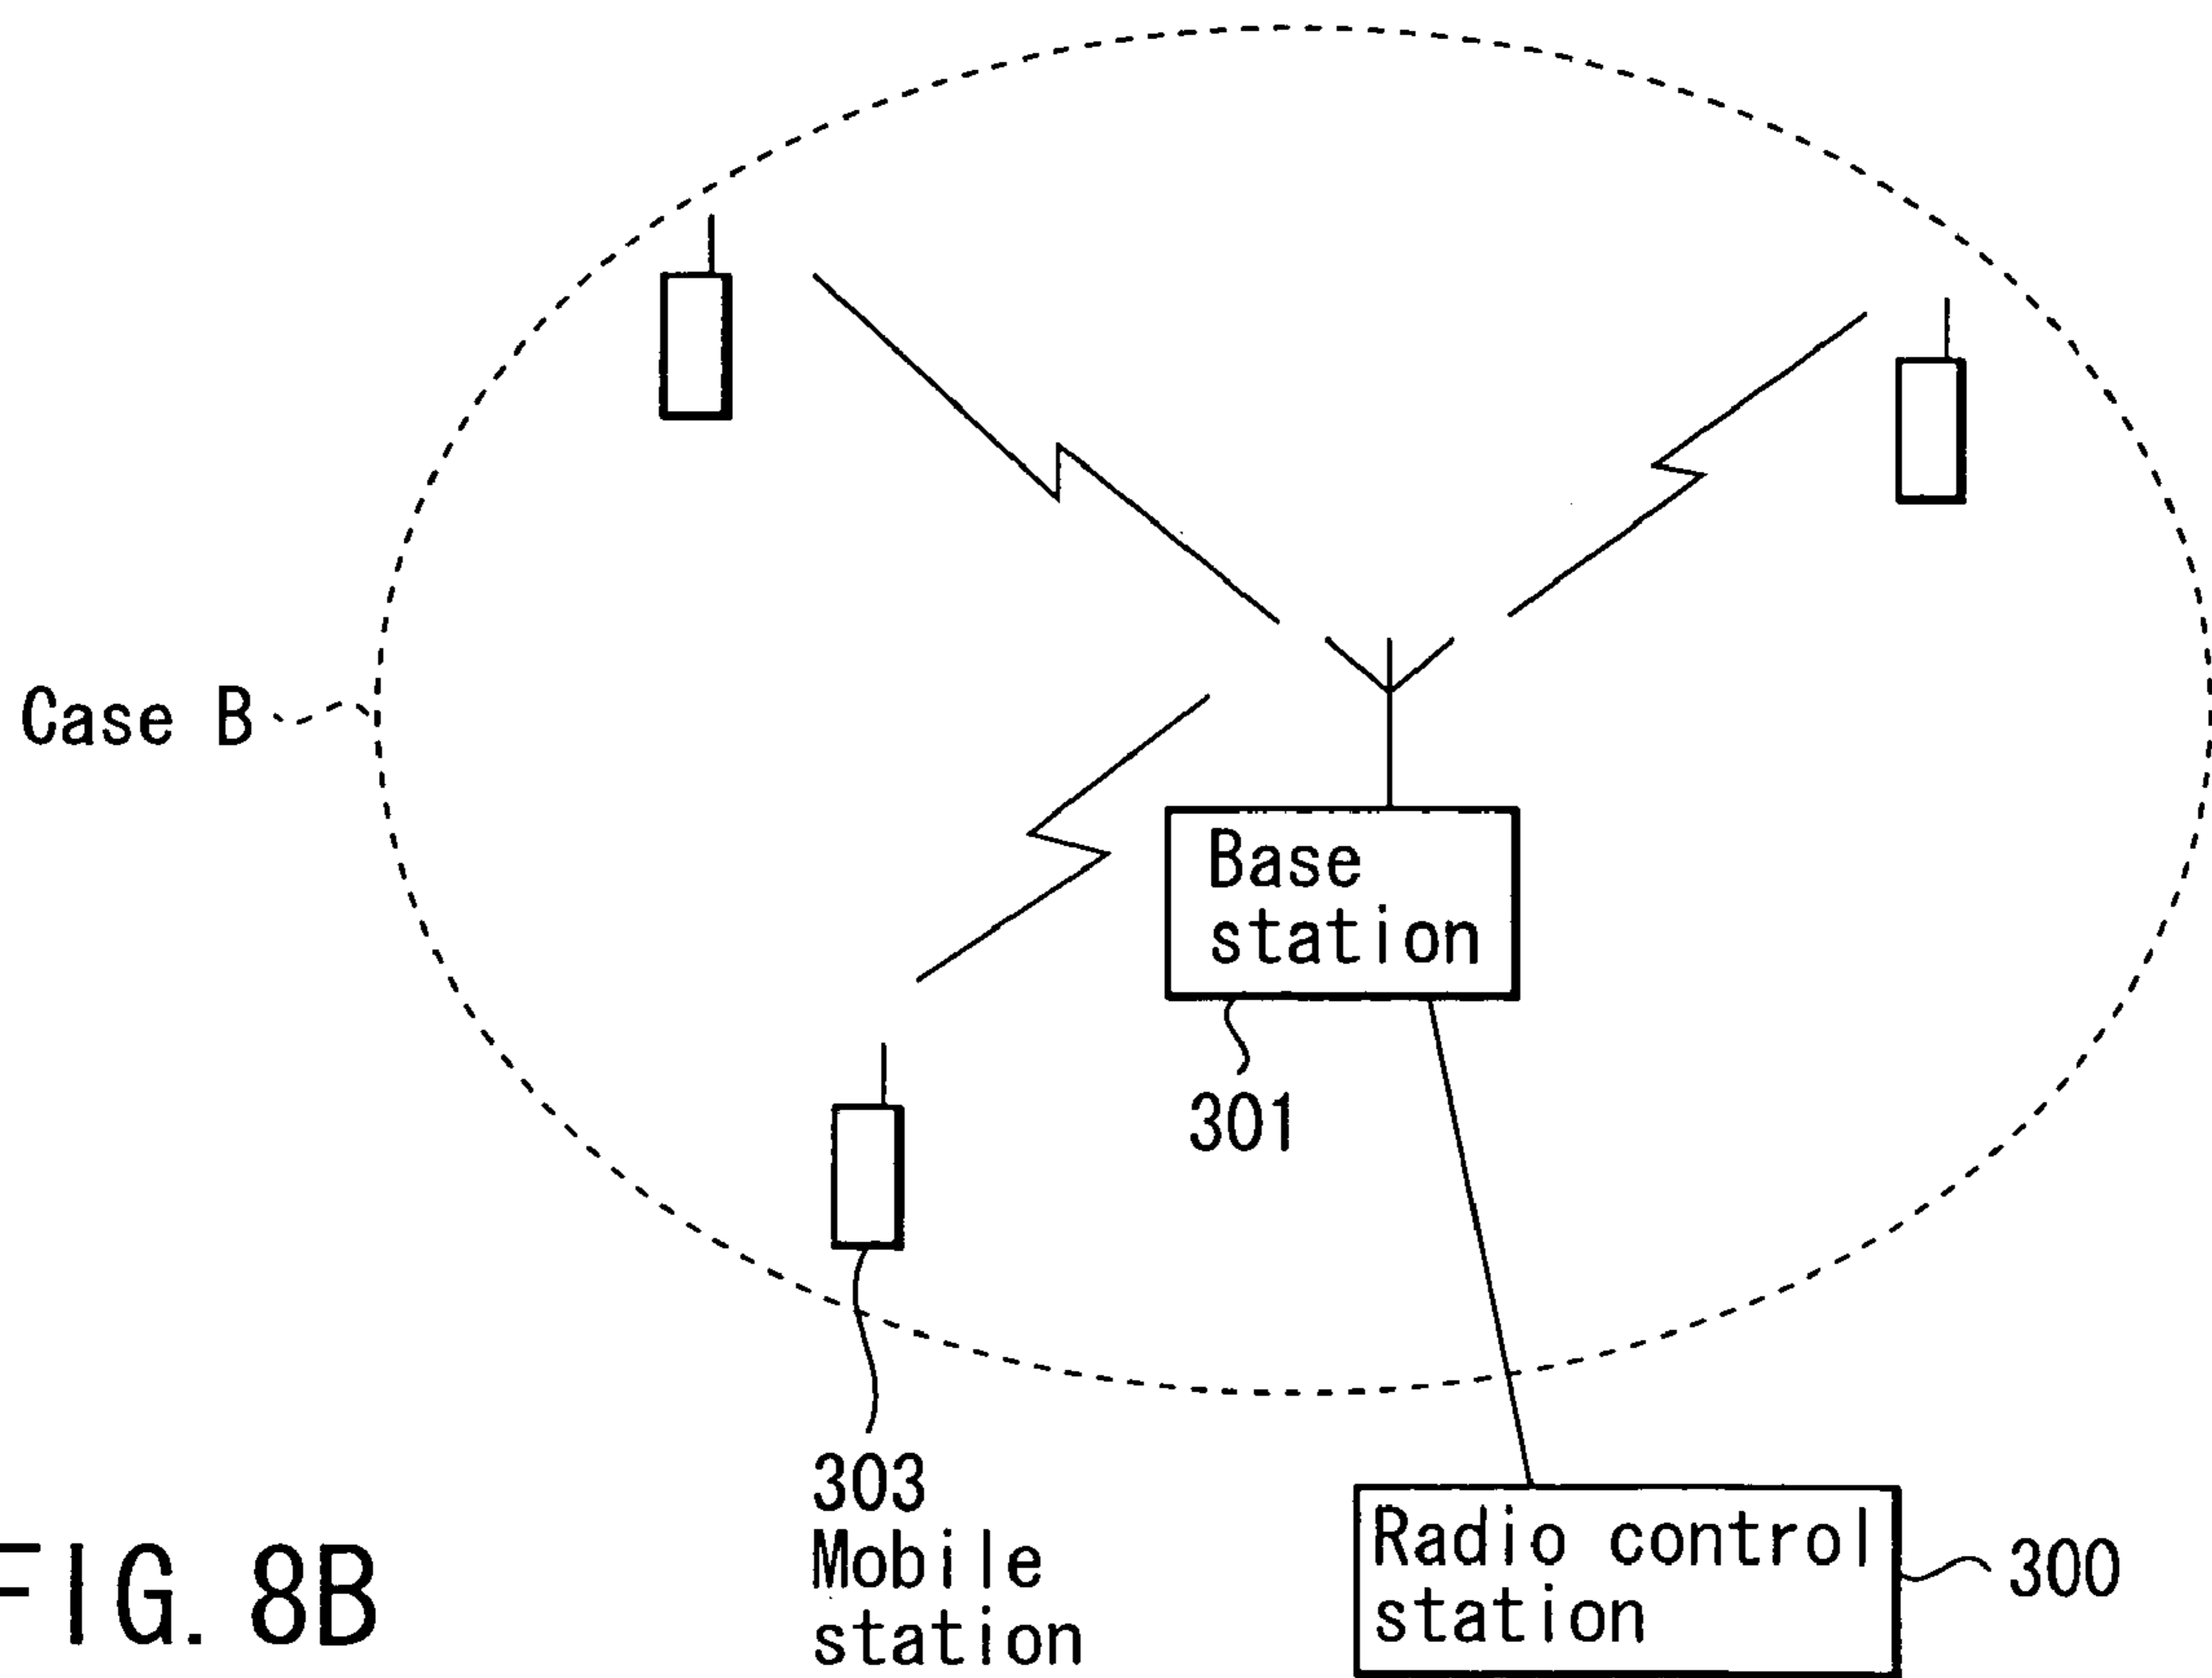 Case B
Base
station
301
303
Mobile
station
Radio control
station
300
FIG. 8B